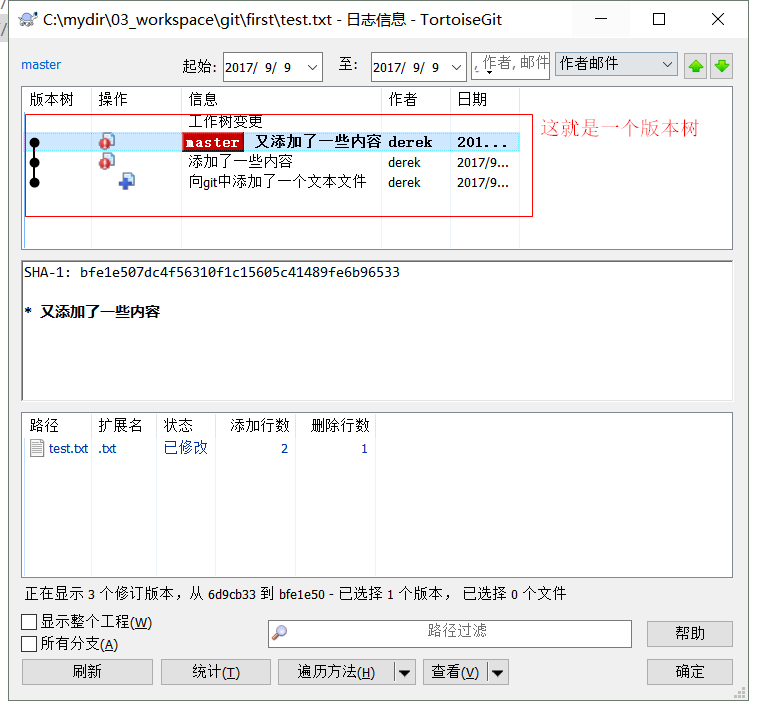 C:\mydir\03_workspace\git\first\test.txt - 日志信息 - TortoiseGit
master 起始: 2017/ 9/ 9 至: 2017/ 9/ 9 作者, 邮件 作者邮件
版本树 操作 信息 作者 日期
工作树变更
这就是一个版本树
master 又添加了一些内容 derek 201...
添加了一些内容 derek 2017/9...
向git中添加了一个文本文件 derek 2017/9...
SHA-1: bfe1e507dc4f56310f1c15605c41489fe6b96533
* 又添加了一些内容
路径 扩展名 状态 添加行数 删除行数
test.txt .txt 已修改 2 1
正在显示 3 个修订版本，从 6d9cb33 到 bfe1e50 - 已选择 1 个版本， 已选择 0 个文件
显示整个工程(W)
路径过滤 帮助
所有分支(A)
刷新 统计(T) 遍历方法(H) 查看(V) 确定